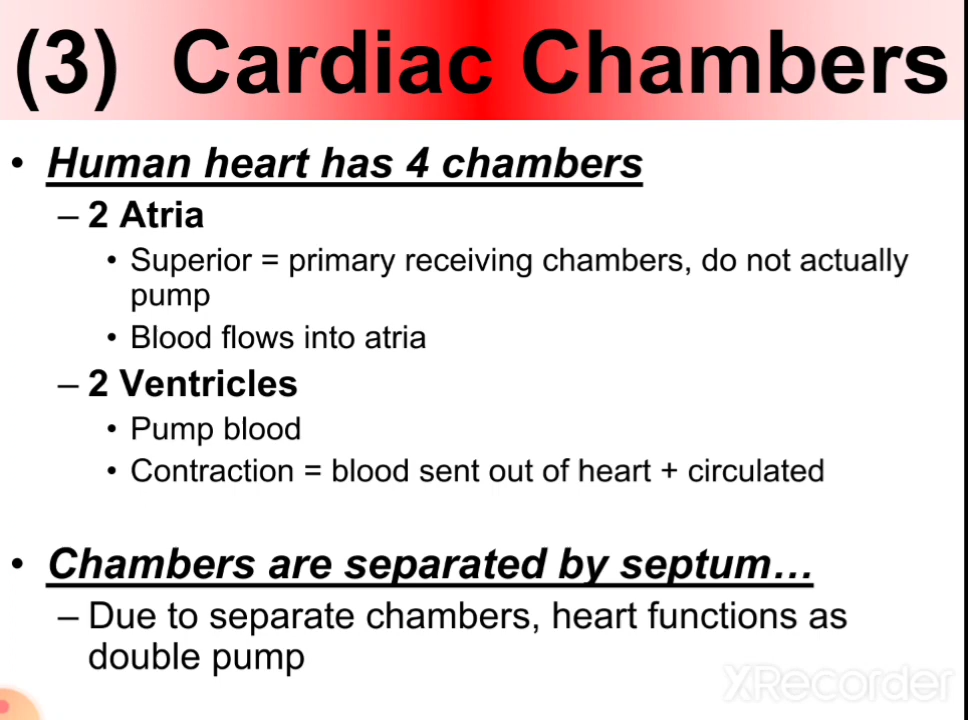 (3) Cardiac Chambers
• Human heart has 4 chambers
– 2 Atria
• Superior = primary receiving chambers, do not actually
pump
• Blood flows into atria
– 2 Ventricles
• Pump blood
• Contraction = blood sent out of heart + circulated
• Chambers are separated by septum…
– Due to separate chambers, heart functions as
double pump
XRecorder